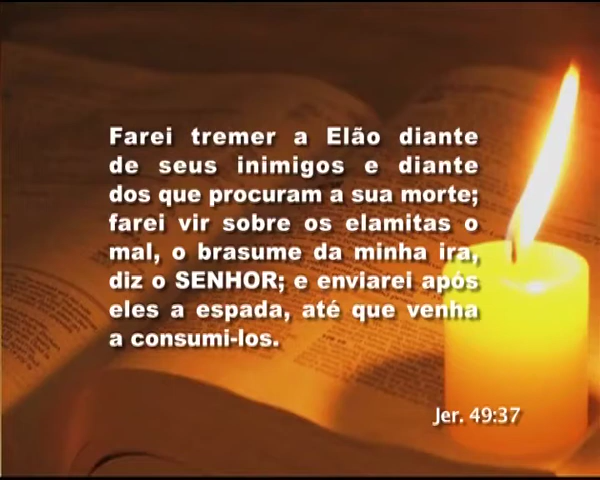 Farei tremer a Elão diante
de seus inimigos e diante
dos que procuram a sua morte;
farei vir sobre os elamitas o
mal, o brasume da minha ira,
diz o SENHOR; e enviarei após
eles a espada, até que venha
a consumi-los.
Jer. 49:37